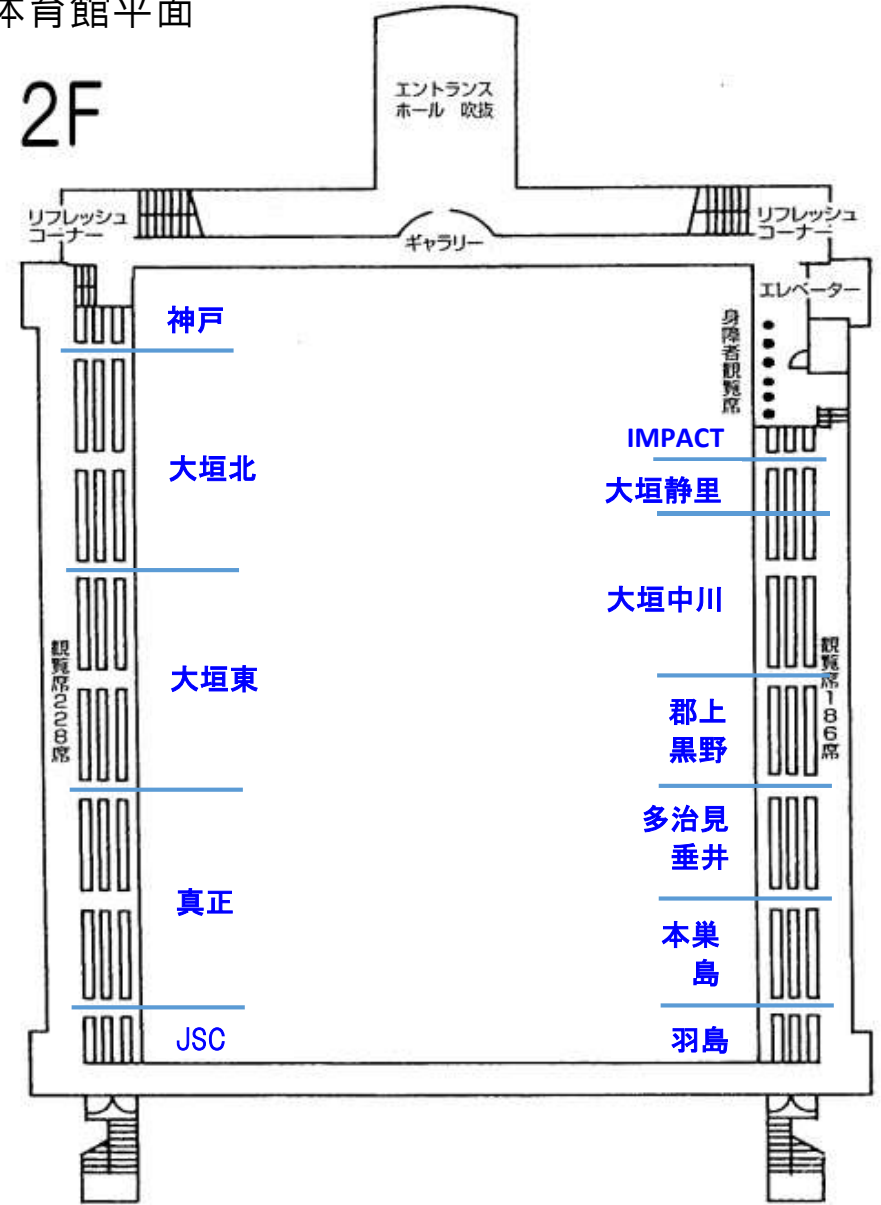 体育館平面
2F
エントランス
ホール 吹抜
リフレッシュ
コーナー
ギャラリー
リフレッシュ
コーナー
エレベーター
身障者観覧席
神戸
大垣北
大垣東
真正
JSC
観覧席228席
IMPACT
大垣静里
大垣中川
郡上
黒野
多治見
垂井
本巣
島
羽島
観覧席186席